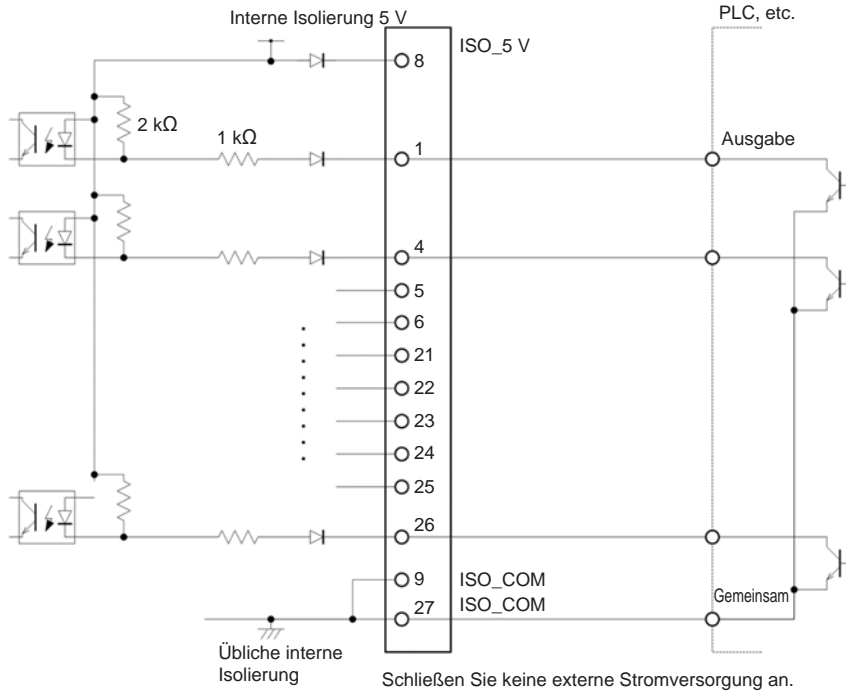 Interne Isolierung 5 V
PLC, etc.
ISO_5 V
8
2 kΩ
1 kΩ
1
Ausgabe
4
5
6
21
22
23
24
25
26
9
ISO_COM
27
ISO_COM
Gemeinsam
Übliche interne
Isolierung
Schließen Sie keine externe Stromversorgung an.